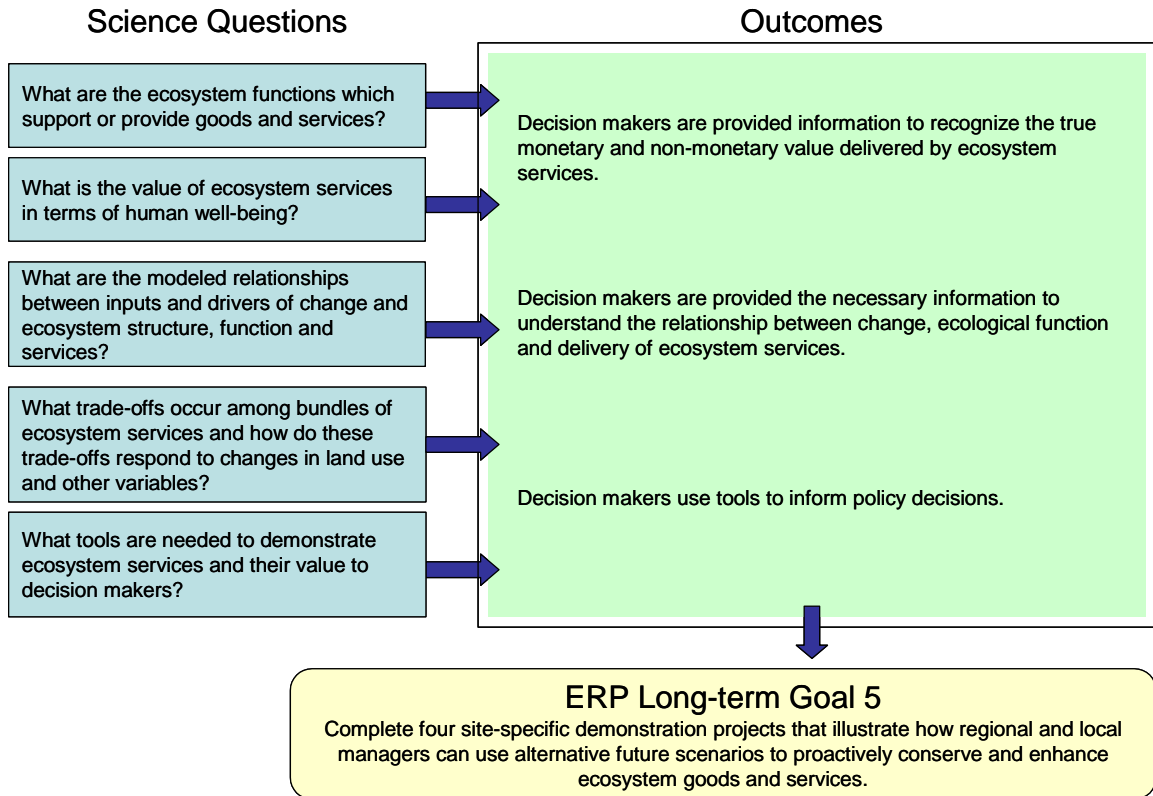 Science Questions
Outcomes
What are the ecosystem functions which
support or provide goods and services?
What is the value of ecosystem services
in terms of human well-being?
What are the modeled relationships
between inputs and drivers of change and
ecosystem structure, function and
services?
What trade-offs occur among bundles of
ecosystem services and how do these
trade-offs respond to changes in land use
and other variables?
What tools are needed to demonstrate
ecosystem services and their value to
decision makers?
Decision makers are provided information to recognize the true
monetary and non-monetary value delivered by ecosystem
services.
Decision makers are provided the necessary information to
understand the relationship between change, ecological function
and delivery of ecosystem services.
Decision makers use tools to inform policy decisions.
ERP Long-term Goal 5
Complete four site-specific demonstration projects that illustrate how regional and local
managers can use alternative future scenarios to proactively conserve and enhance
ecosystem goods and services.